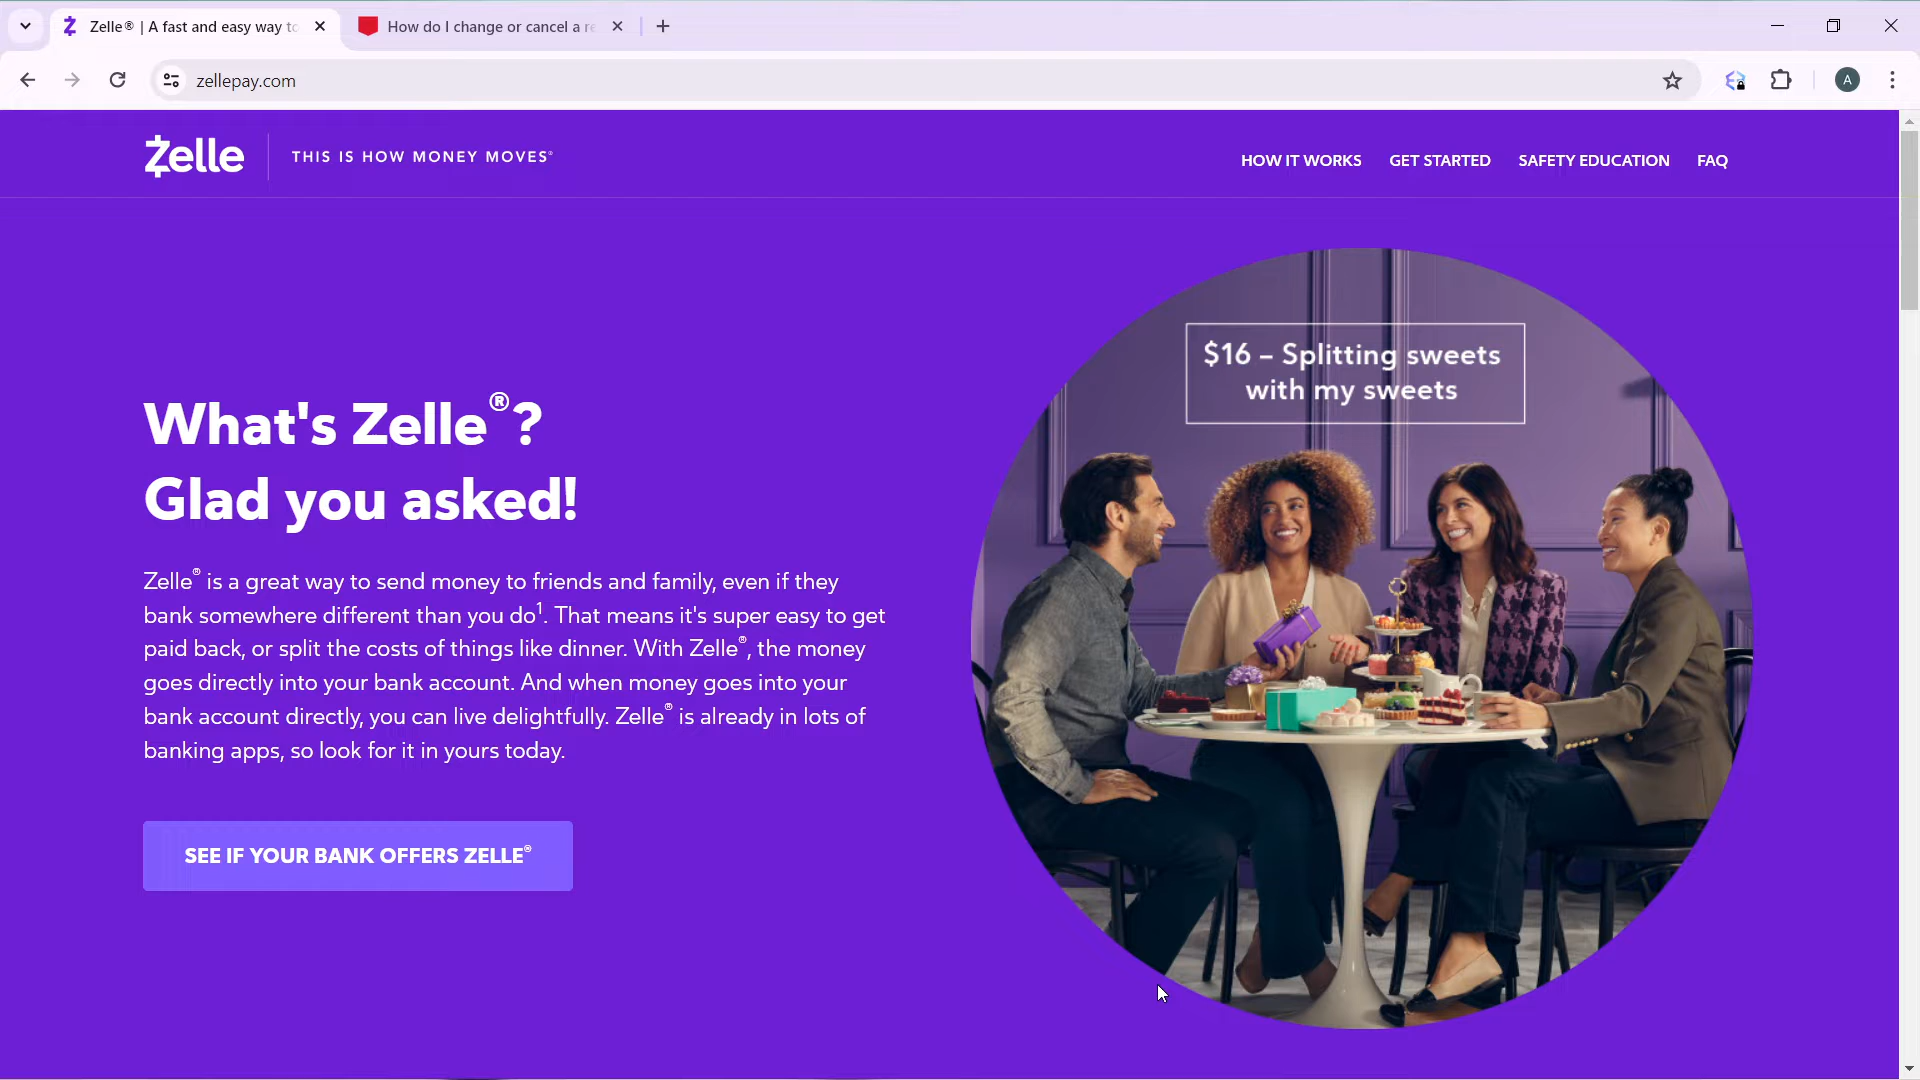 Zelle® | A fast and easy way to
How do I change or cancel a re
zellepay.com
A
Zelle
THIS IS HOW MONEY MOVES®
HOW IT WORKS
GET STARTED
SAFETY EDUCATION
FAQ
$16 – Splitting sweets
with my sweets
What's Zelle®?
Glad you asked!
Zelle® is a great way to send money to friends and family, even if they
bank somewhere different than you do1. That means it's super easy to get
paid back, or split the costs of things like dinner. With Zelle®, the money
goes directly into your bank account. And when money goes into your
bank account directly, you can live delightfully. Zelle® is already in lots of
banking apps, so look for it in yours today.
SEE IF YOUR BANK OFFERS ZELLE®